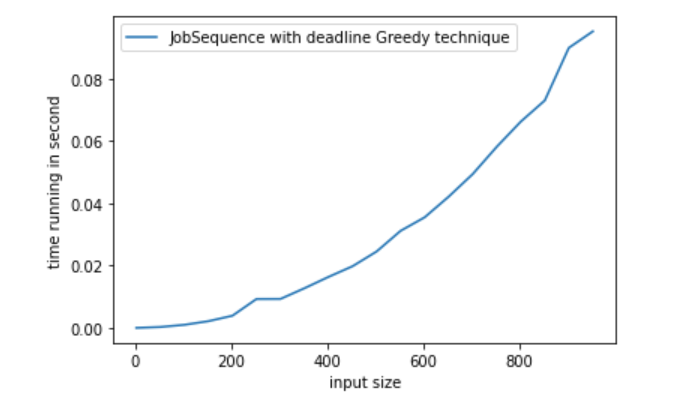 JobSequence with deadline Greedy technique
0.08
0.06
0.04
0.02
0.00
time running in second
0 200 400 600 800
input size